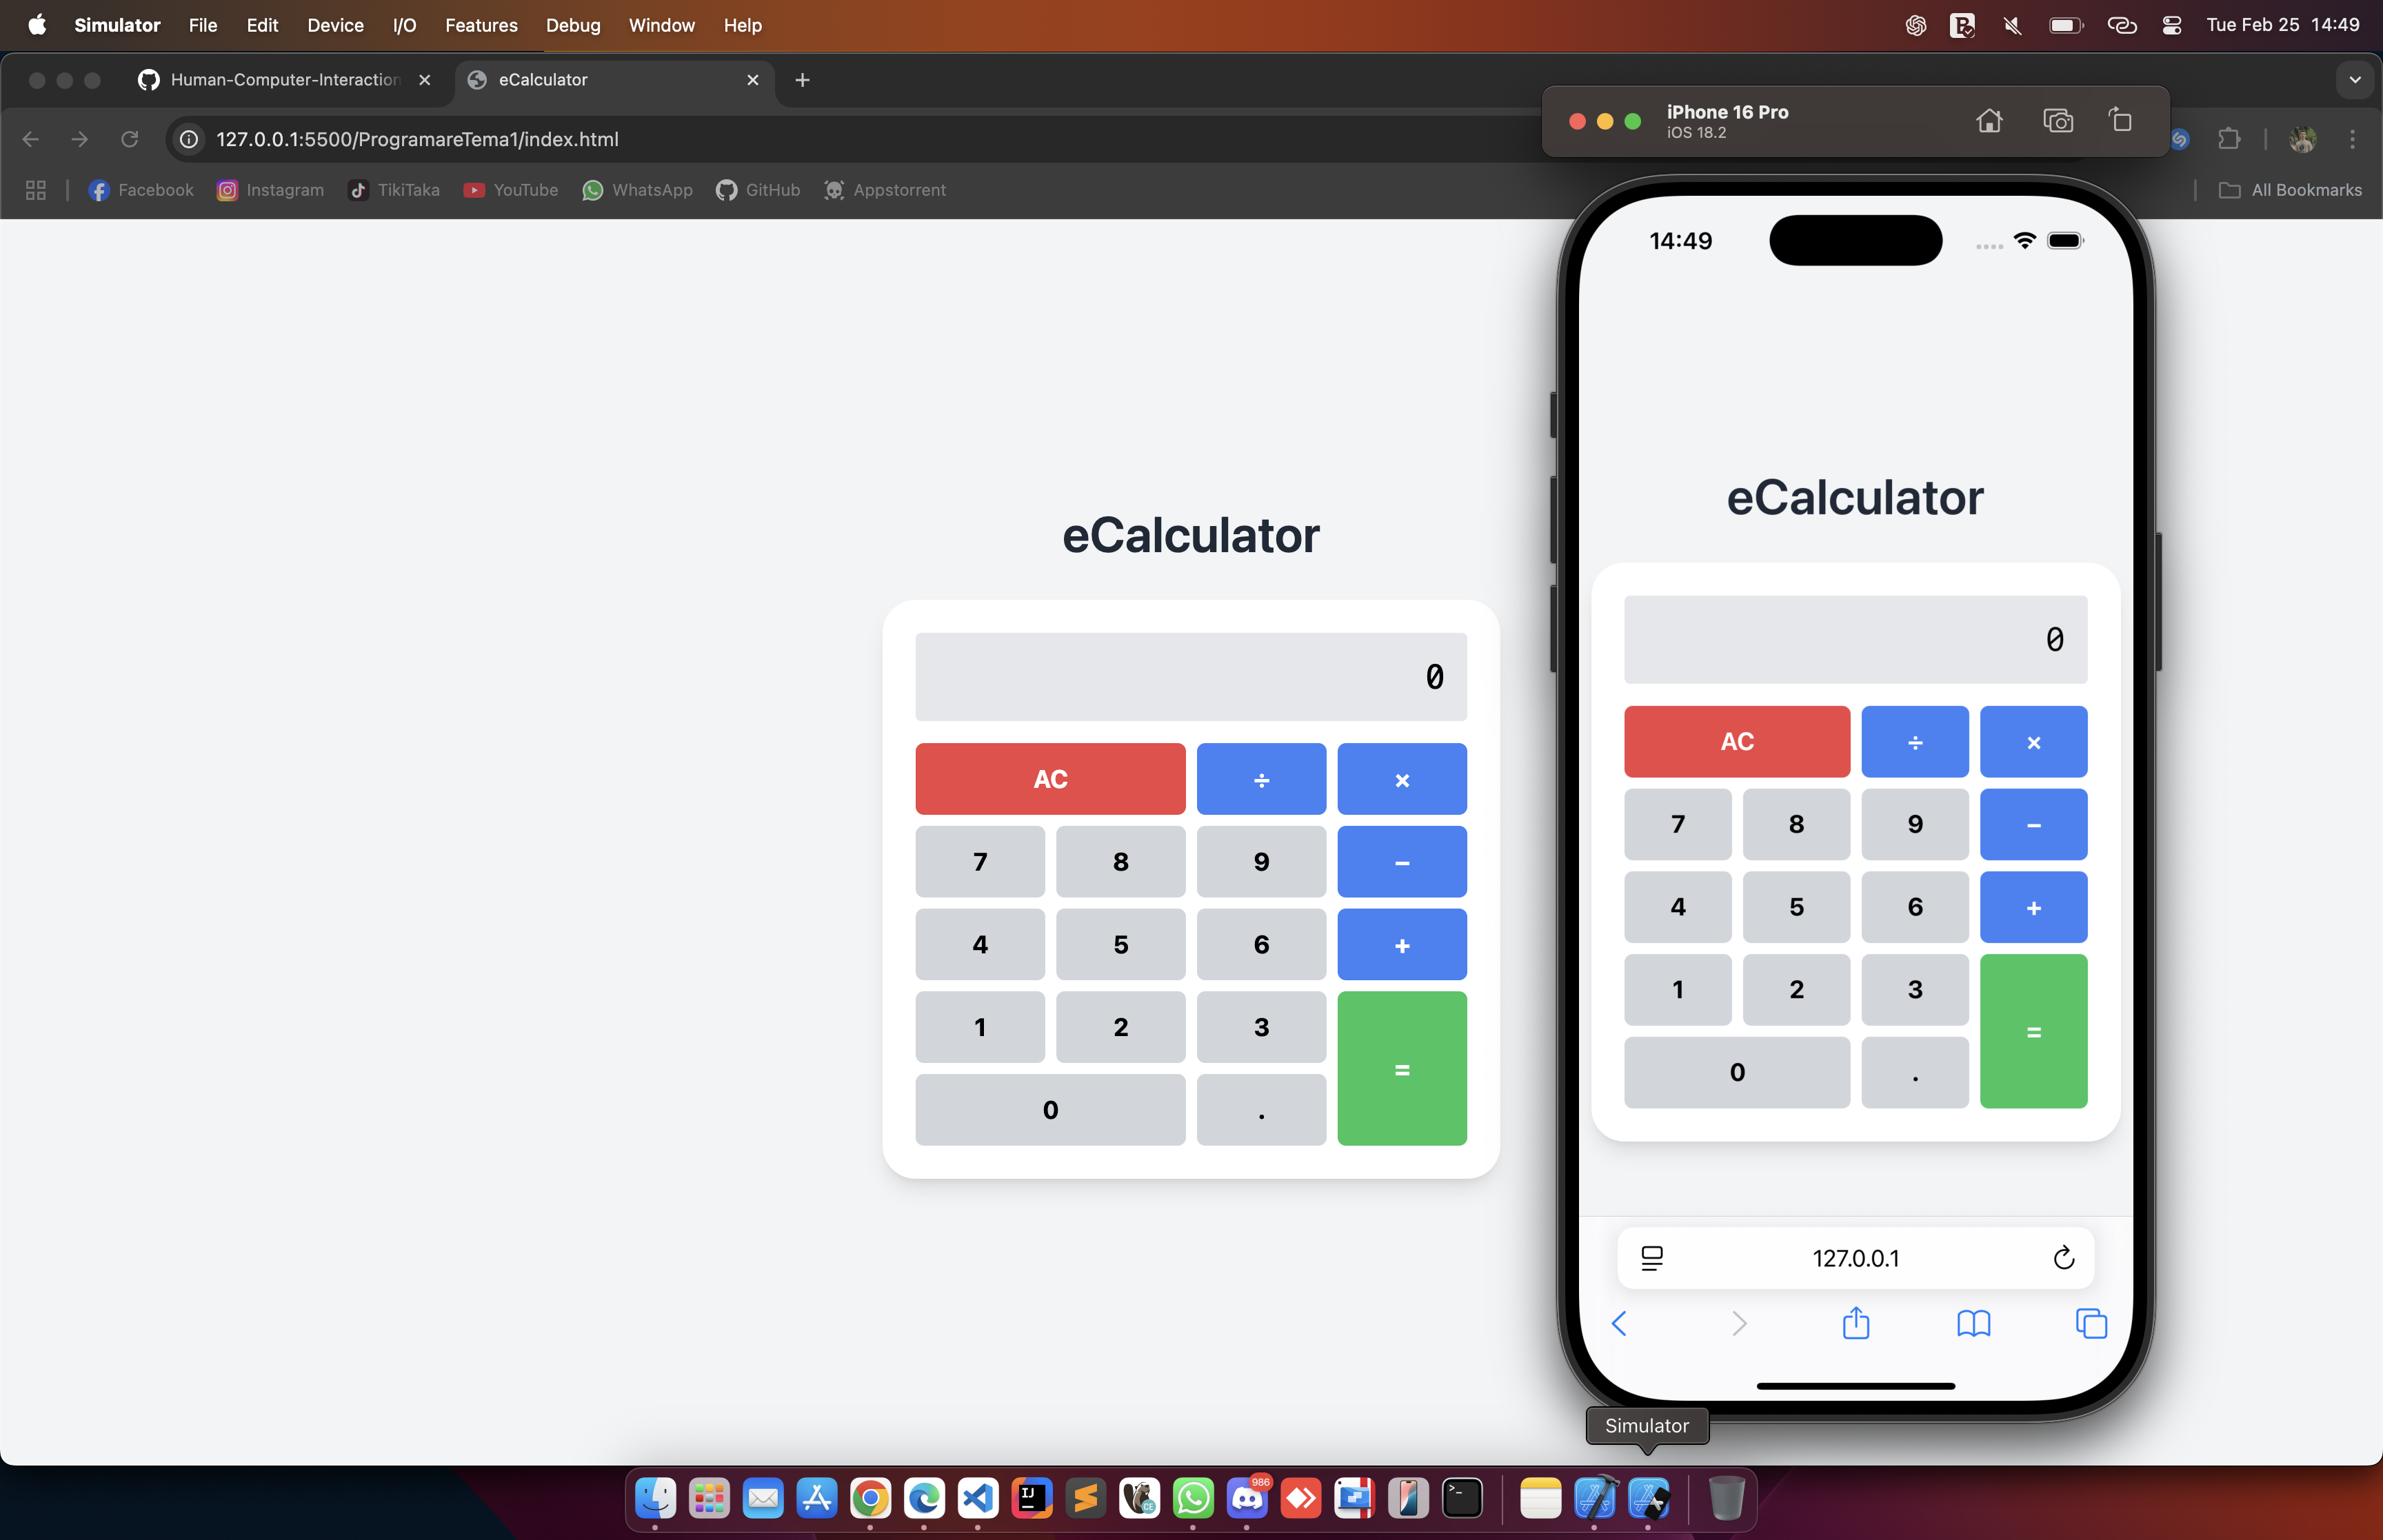 Simulator File Edit Device I/O Features Debug Window Help Tue Feb 25 14:49
Human-Computer-Interaction eCalculator
iPhone 16 Pro
iOS 18.2
127.0.0.1:5500/ProgramareTema1/index.html
Facebook Instagram TikiTaka YouTube WhatsApp GitHub Appstorrent All Bookmarks
eCalculator
0
AC ÷ ×
7 8 9 −
4 5 6 +
1 2 3 =
0 .
14:49
eCalculator
0
AC ÷ ×
7 8 9 −
4 5 6 +
1 2 3 =
0 .
127.0.0.1
Simulator
IJ
CE
986
>_